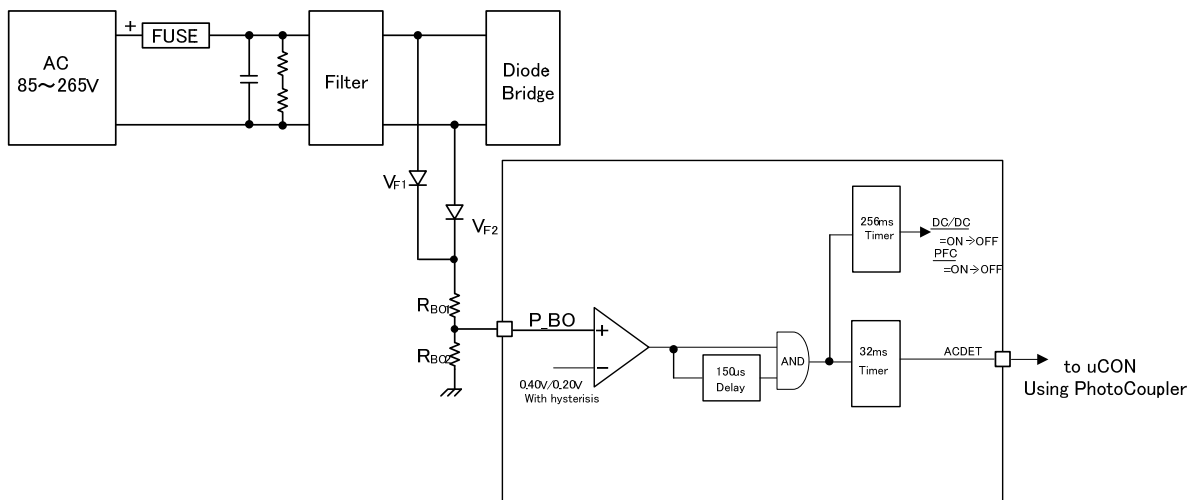 +
FUSE
AC
85～265V
Filter
Diode
Bridge
VF1
VF2
256ms
Timer
DC/DC
=ON→OFF
PFC
=ON→OFF
RBO1
P_BO
+
RBO2
−
0.40V/0.20V
With hysterisis
150us
Delay
AND
32ms
Timer
ACDET
to uCON
Using PhotoCoupler